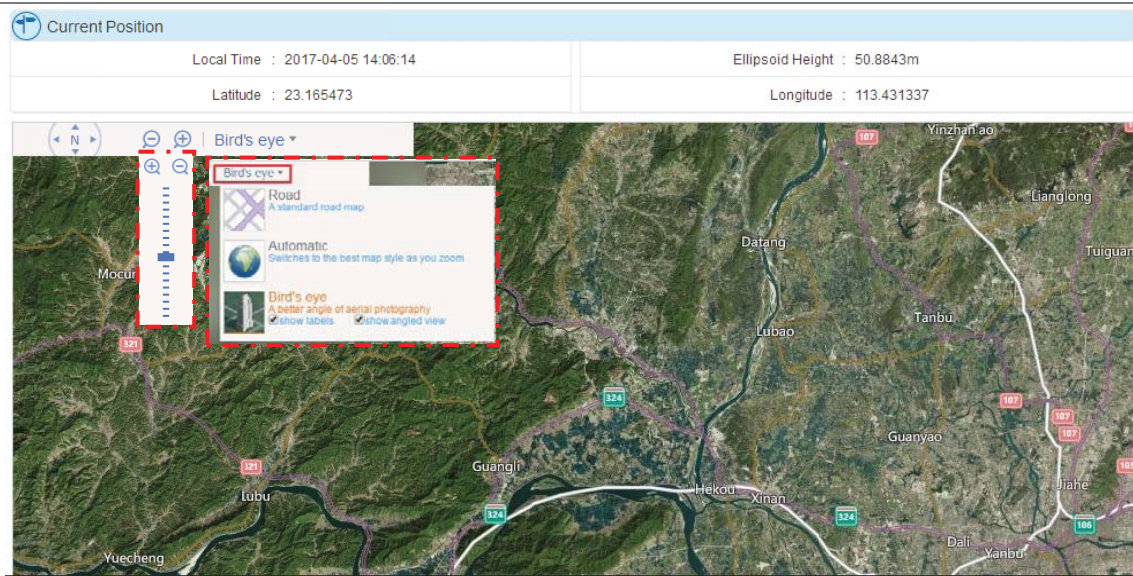 Current Position
Local Time : 2017-04-05 14:06:14
Ellipsoid Height : 50.8843m
Latitude : 23.165473
Longitude : 113.431337
N
Bird's eye
Bird's eye
Road
A standard road map
Automatic
Switches to the best map style as you zoom
Bird's eye
A better angle of aerial photography
show labels
show angled view
107
Yinzhan'ao
Lianglong
Datang
Tuiguan
Mocun
Tanbu
Lubao
321
324
107
107
107
Guanyao
321
Guangli
105
Lubu
Hekou
Xinan
Jiahe
324
324
106
Dali
Yanbu
Yuecheng